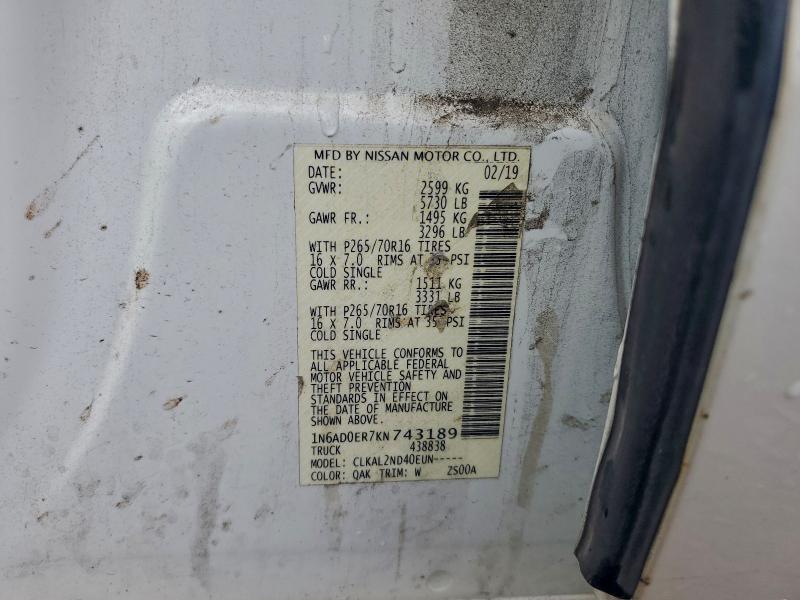 MFD BY NISSAN MOTOR CO., LTD.
DATE: 02/19
GVWR: 2599 KG
5730 LB
GAWR FR.: 1495 KG
3296 LB
WITH P265/70R16 TIRES
16 X 7.0 RIMS AT 35 PSI
COLD SINGLE
GAWR RR.: 1511 KG
3331 LB
WITH P265/70R16 TIRES
16 X 7.0 RIMS AT 35 PSI
COLD SINGLE
THIS VEHICLE CONFORMS TO
ALL APPLICABLE FEDERAL
MOTOR VEHICLE SAFETY AND
THEFT PREVENTION
STANDARDS IN EFFECT ON
THE DATE OF MANUFACTURE
SHOWN ABOVE.
1N6AD0ER7KN743189
TRUCK 438838
MODEL: CLKAL2ND40EUN-----
COLOR: QAK TRIM: W ZS00A